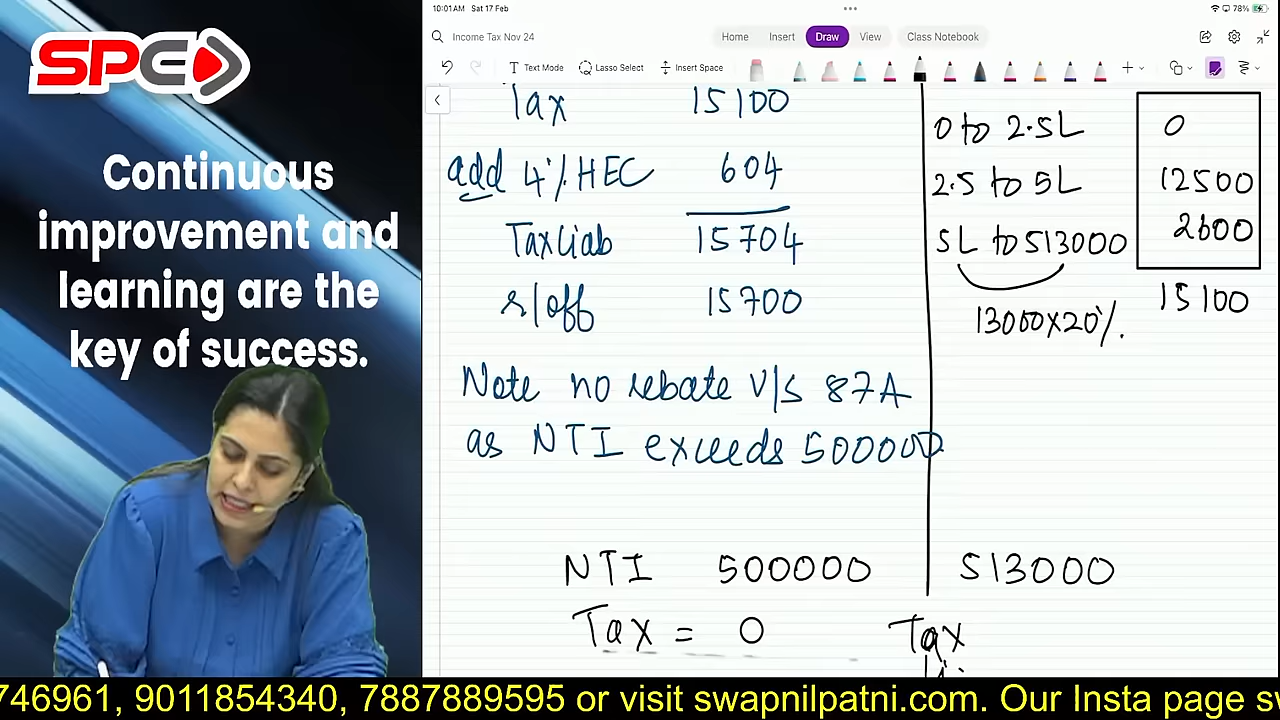 SPC
Continuous
improvement and
learning are the
key of success.
10:01AM Sat 17 Feb
78%
Income Tax Nov 24
Home Insert Draw View Class Notebook
Text Mode Lasso Select Insert Space
Tax 15100
add 4% HEC 604
Tax liab 15704
r/off 15700
Note no rebate U/S 87A
as NTI exceeds 500000
0 to 2.5L 0
2.5 to 5L 12500
5L to 513000 2600
15100
13000X20%.
NTI 500000 513000
Tax = 0 Tax
746961, 9011854340, 7887889595 or visit swapnilpatni.com. Our Insta page s